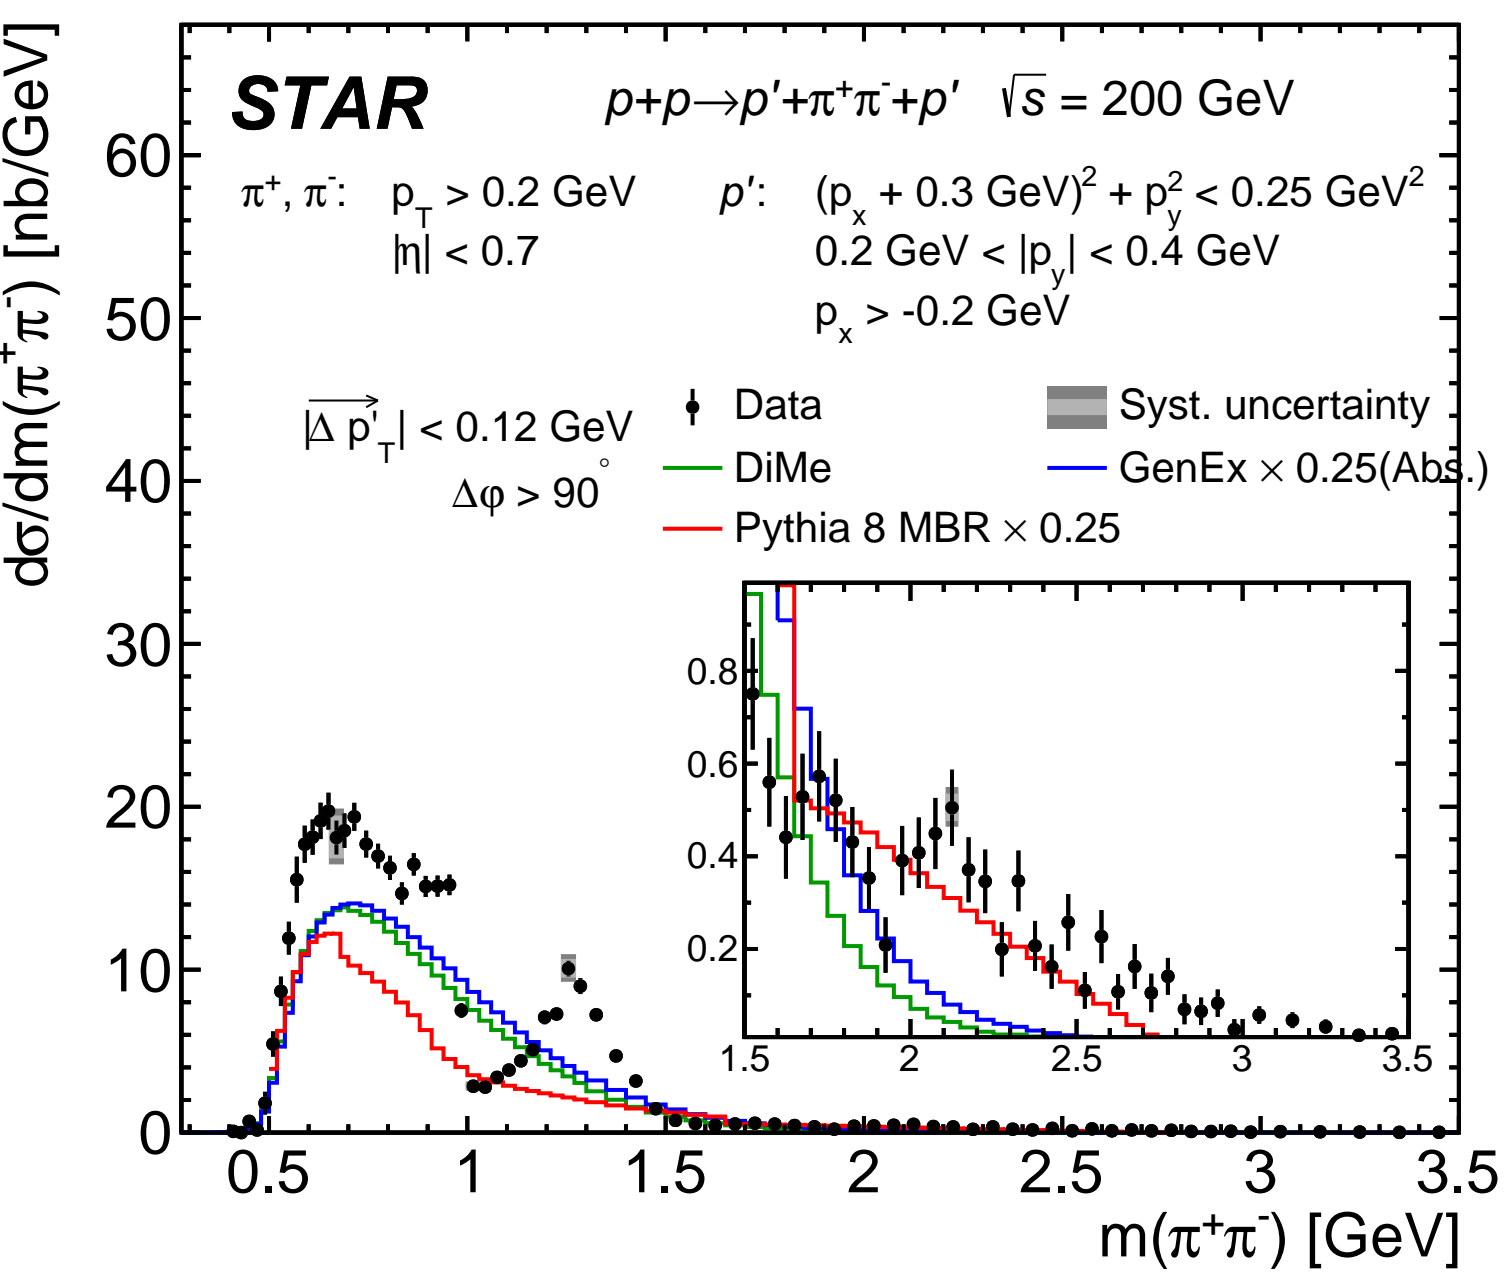 dσ/dm(π⁺π⁻) [nb/GeV]
STAR p+p→p′+π⁺π⁻+p′ √s = 200 GeV
π⁺, π⁻: p_T > 0.2 GeV p′: (p_x + 0.3 GeV)² + p_y² < 0.25 GeV²
|η| < 0.7 0.2 GeV < |p_y| < 0.4 GeV
p_x > -0.2 GeV
|Δ p'_T| < 0.12 GeV
Δφ > 90°
Data Syst. uncertainty
DiMe GenEx × 0.25(Abs.)
Pythia 8 MBR × 0.25
60
50
40
30
20
10
0
0.8
0.6
0.4
0.2
1.5 2 2.5 3 3.5
0.5 1 1.5 2 2.5 3 3.5
m(π⁺π⁻) [GeV]